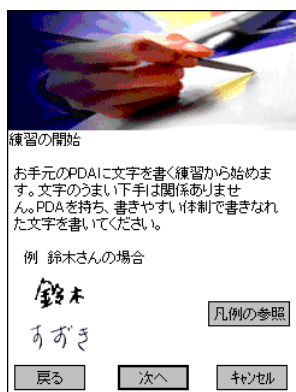 練習の開始
お手元のPDAに文字を書く練習から始めま
す。文字のうまい下手は関係ありませ
ん。PDAを持ち、書きやすい体制で書きなれ
た文字を書いてください。
例 鈴木さんの場合
鈴木
凡例の参照
すずき
戻る 次へ キャンセル